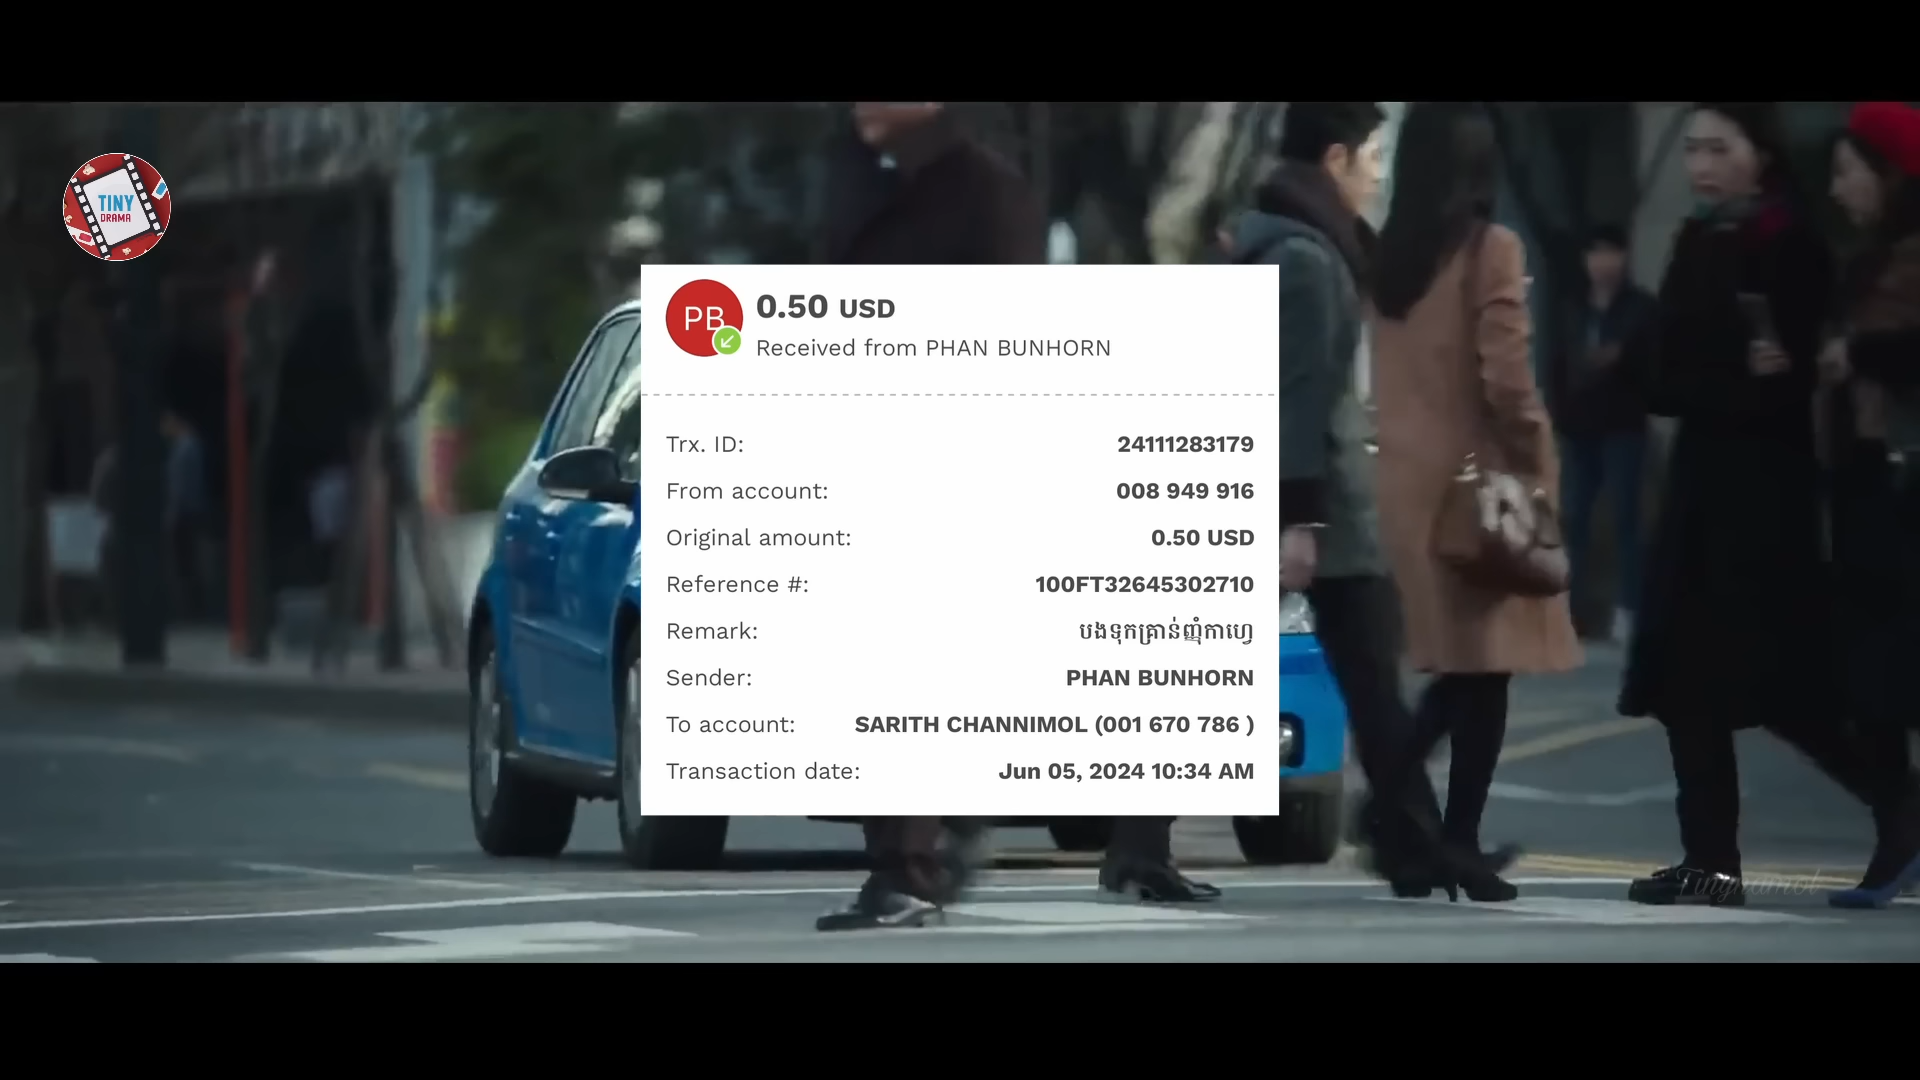 TINY
DRAMA
PB
0.50 USD
Received from PHAN BUNHORN
Trx. ID: 24111283179
From account: 008 949 916
Original amount: 0.50 USD
Reference #: 100FT32645302710
Remark: បងទុកគ្រាន់ញ៉ាំកាហ្វេ
Sender: PHAN BUNHORN
To account: SARITH CHANNIMOL (001 670 786 )
Transaction date: Jun 05, 2024 10:34 AM